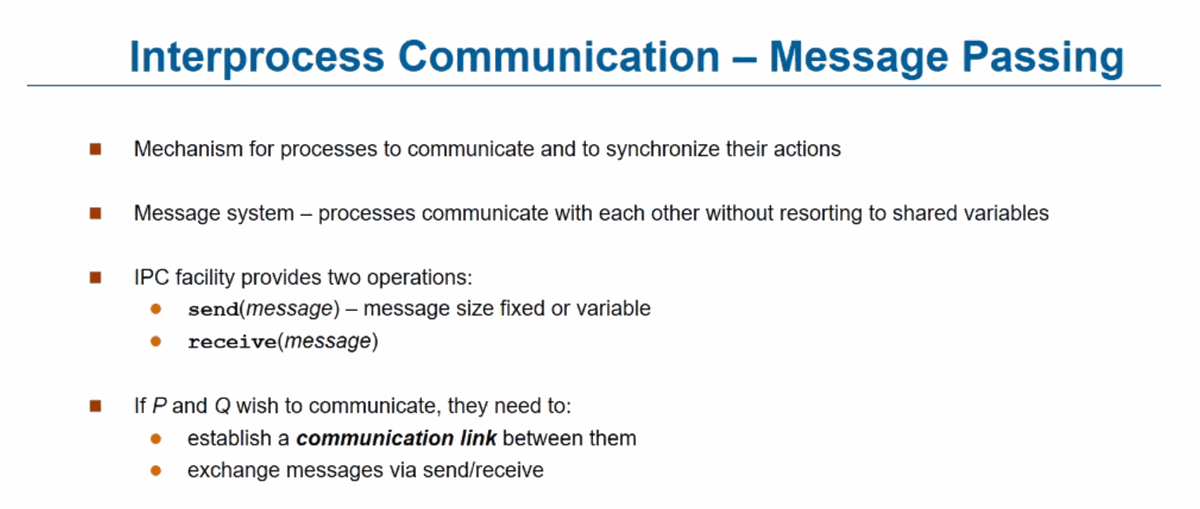 Interprocess Communication – Message Passing
Mechanism for processes to communicate and to synchronize their actions
Message system – processes communicate with each other without resorting to shared variables
IPC facility provides two operations:
send(message) – message size fixed or variable
receive(message)
If P and Q wish to communicate, they need to:
establish a communication link between them
exchange messages via send/receive